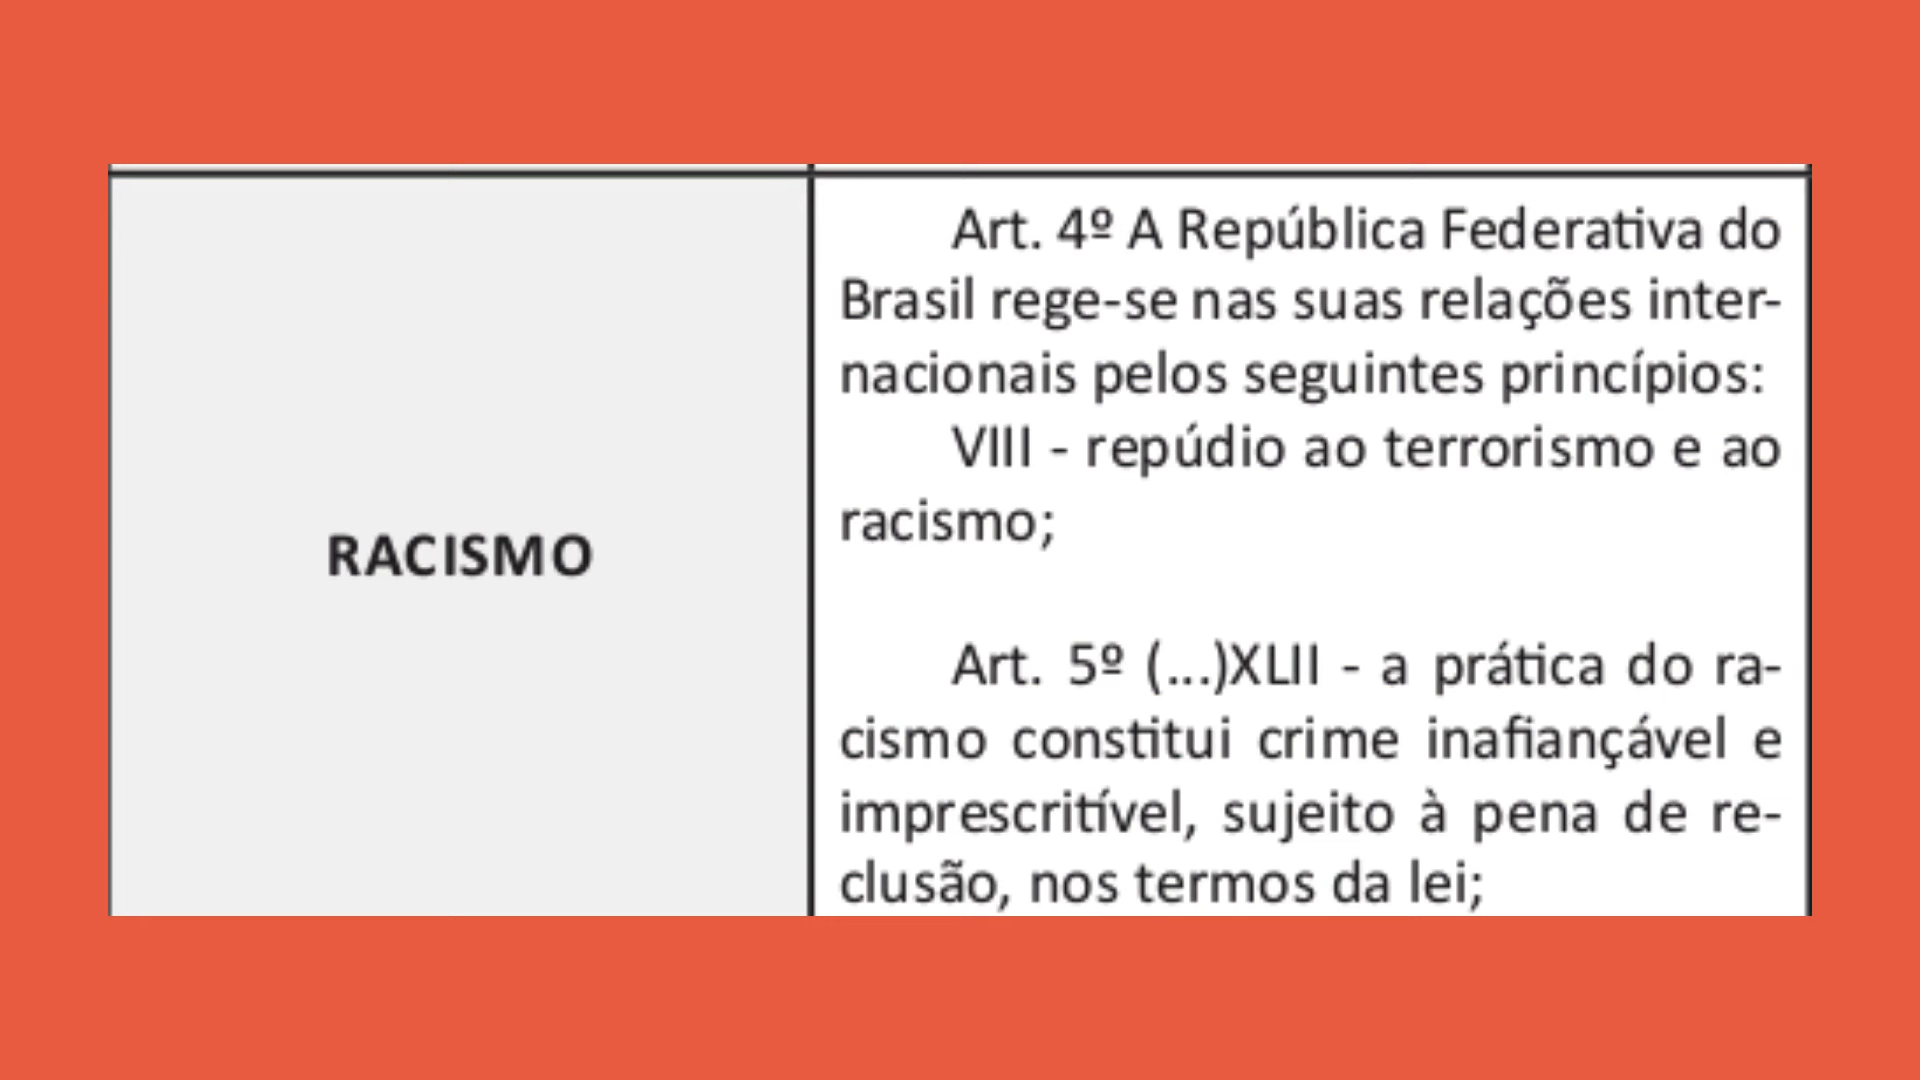 RACISMO
Art. 4º A República Federativa do
Brasil rege-se nas suas relações inter-
nacionais pelos seguintes princípios:
VIII - repúdio ao terrorismo e ao
racismo;
Art. 5º (...)XLII - a prática do ra-
cismo constitui crime inafiançável e
imprescritível, sujeito à pena de re-
clusão, nos termos da lei;